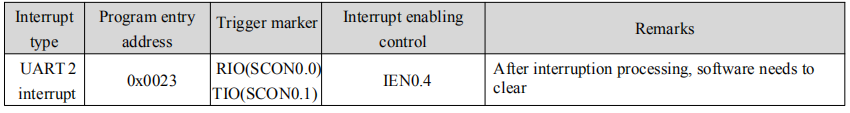 Interrupt type
Program entry address
Trigger marker
Interrupt enabling control
Remarks
UART 2 interrupt
0x0023
RIO(SCON0.0)
TIO(SCON0.1)
IEN0.4
After interruption processing, software needs to
clear